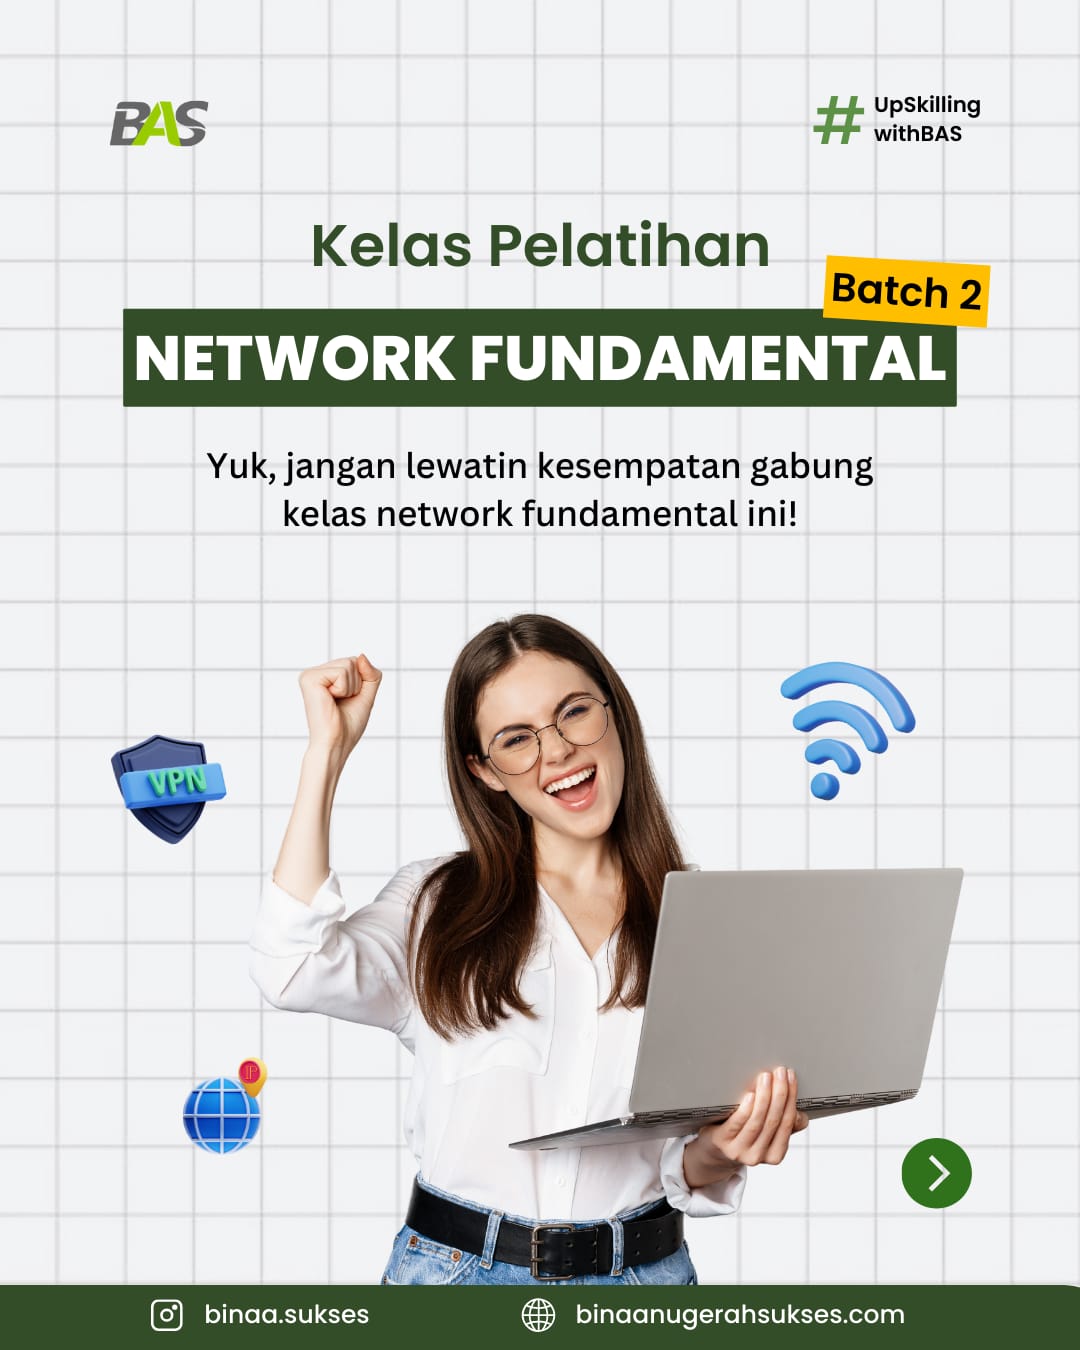 BAS
# UpSkilling
withBAS
Kelas Pelatihan
Batch 2
NETWORK FUNDAMENTAL
Yuk, jangan lewatin kesempatan gabung
kelas network fundamental ini!
VPN
IP
binaa.sukses
binaanugerahsukses.com